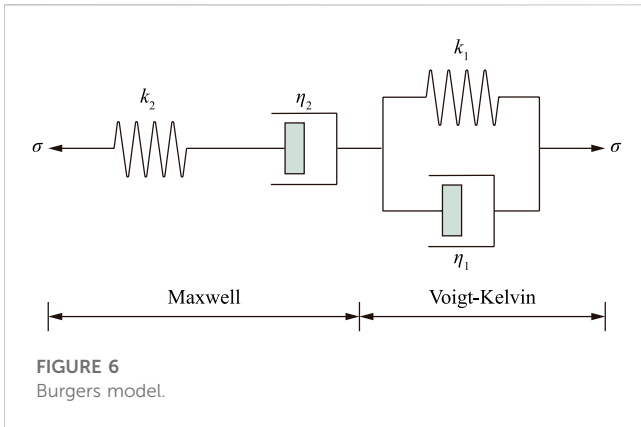 k₁
k₂
η₂
σ
σ
η₁
Maxwell
Voigt-Kelvin
FIGURE 6
Burgers model.